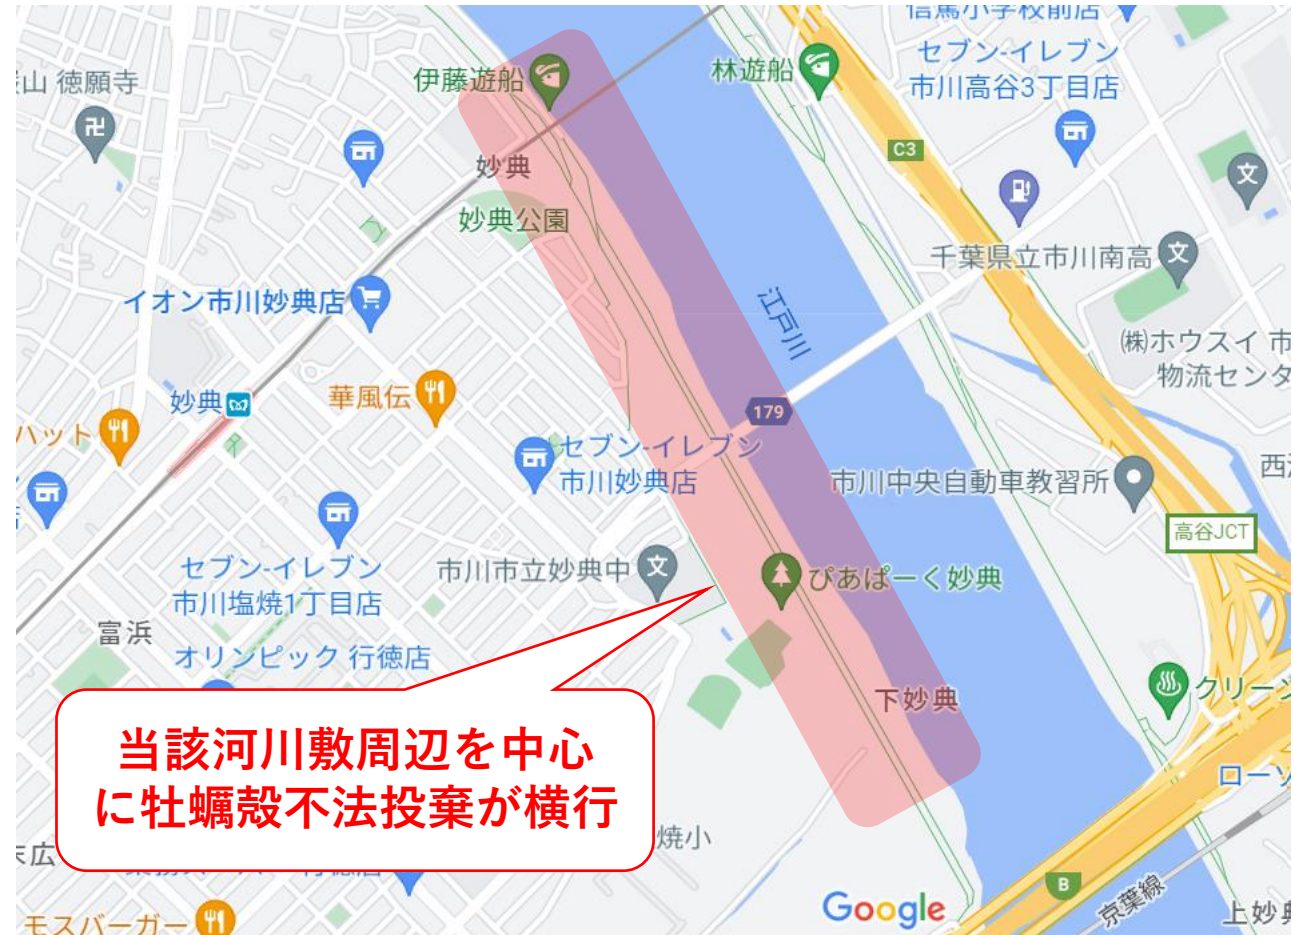 信篤小学校前店
伊藤遊船
林遊船
セブン-イレブン
市川高谷3丁目店
山 徳願寺
C3
妙典
妙典公園
千葉県立市川南高
イオン市川妙典店
江戸川
(株)ホウスイ 市
物流センタ
妙典
華風伝
179
ハット
セブン-イレブン
市川妙典店
市川中央自動車教習所
西
高谷JCT
セブン-イレブン
市川塩焼1丁目店
市川市立妙典中
ぴあぱーく妙典
富浜
オリンピック 行徳店
下妙典
クリーン
当該河川敷周辺を中心
に牡蠣殻不法投棄が横行
ローソ
焼小
広
B
京葉線
Google
上妙典
モスバーガー